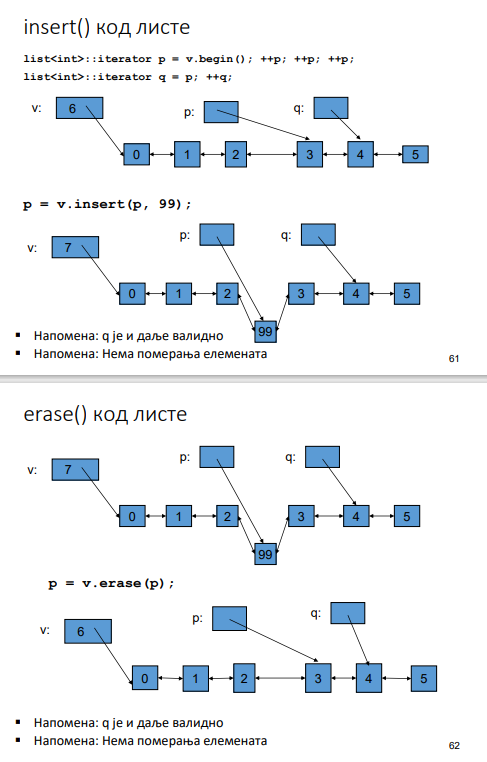 insert() код листе
list<int>::iterator p = v.begin(); ++p; ++p; ++p;
list<int>::iterator q = p; ++q;
v: 6 p: q:
0 1 2 3 4 5
p = v.insert(p, 99);
v: 7 p: q:
0 1 2 3 4 5
99
▪ Напомена: q је и даље валидно
▪ Напомена: Нема померања елемената
61
erase() код листе
v: 7 p: q:
0 1 2 3 4 5
99
p = v.erase(p);
v: 6 p: q:
0 1 2 3 4 5
▪ Напомена: q је и даље валидно
▪ Напомена: Нема померања елемената
62